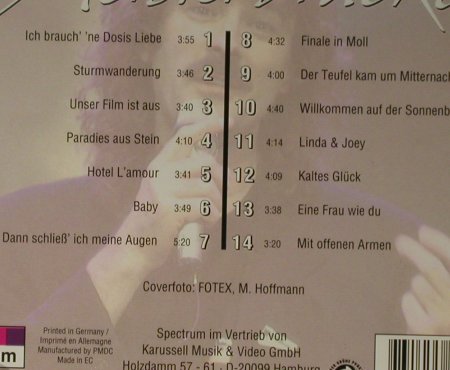 Ich brauch' 'ne Dosis Liebe 3:55 1
Sturmwanderung 3:46 2
Unser Film ist aus 3:40 3
Paradies aus Stein 4:10 4
Hotel L'amour 3:41 5
Baby 3:49 6
Dann schließ' ich meine Augen 5:20 7
8 4:32 Finale in Moll
9 4:00 Der Teufel kam um Mitternach
10 4:40 Willkommen auf der Sonnenb
11 4:14 Linda & Joey
12 4:09 Kaltes Glück
13 3:38 Eine Frau wie du
14 3:20 Mit offenen Armen
Coverfoto: FOTEX, M. Hoffmann
m
Printed in Germany /
Imprimé en Allemagne
Manufactured by PMDC
Made in EC
Spectrum im Vertrieb von
Karussell Musik & Video GmbH
Holzdamm 57 - 61 · D-20099 Hamburg